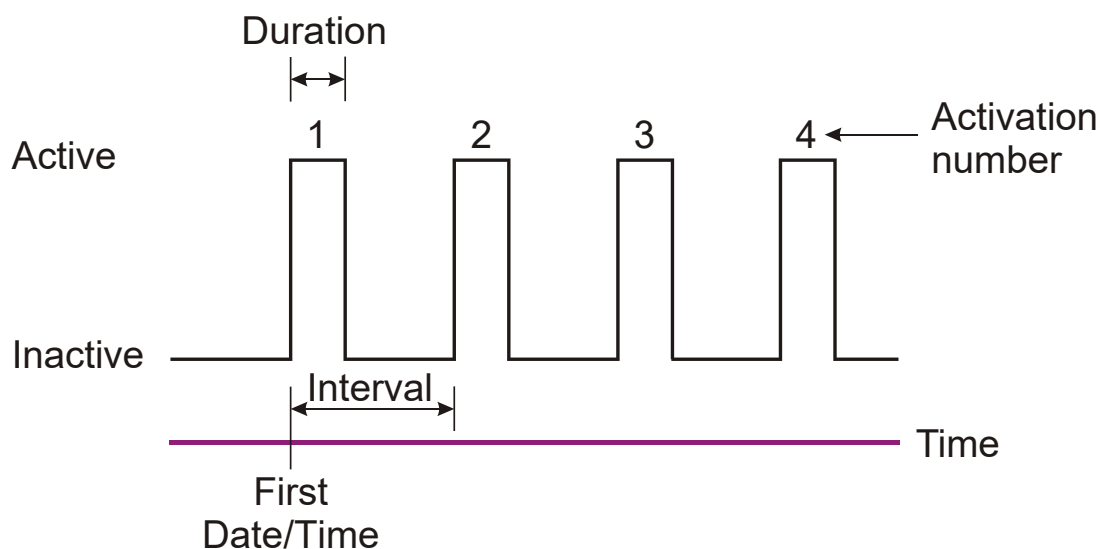 Duration
1
2
3
4
Activation
number
Active
Inactive
Interval
Time
First
Date/Time